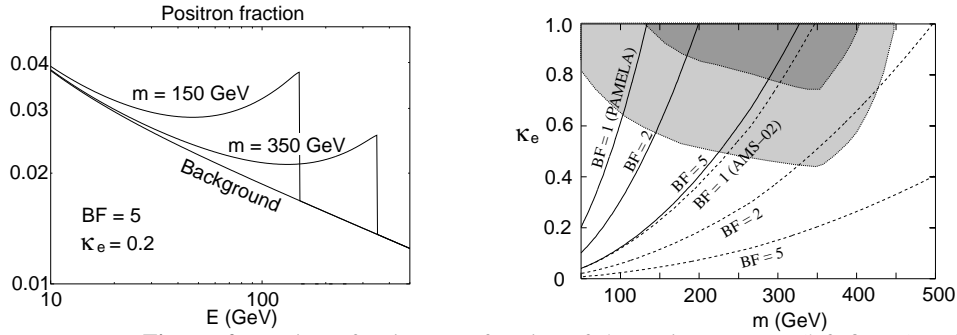 Positron fraction
0.04
0.03
0.02
0.01
m = 150 GeV
m = 350 GeV
Background
BF = 5
κe = 0.2
10
100
E (GeV)
1.0
0.8
0.6
κe
0.4
0.2
0
BF = 1 (PAMELA)
BF = 2
BF = 5
BF = 1 (AMS−02)
BF = 2
BF = 5
100
200
300
400
500
m (GeV)